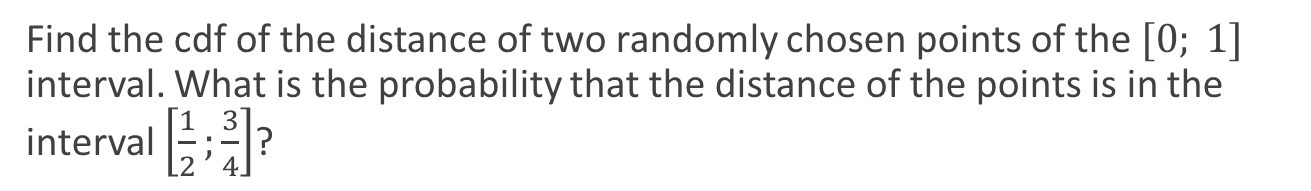 Find the cdf of the distance of two randomly chosen points of the [0; 1]
interval. What is the probability that the distance of the points is in the
interval [1/2; 3/4]?